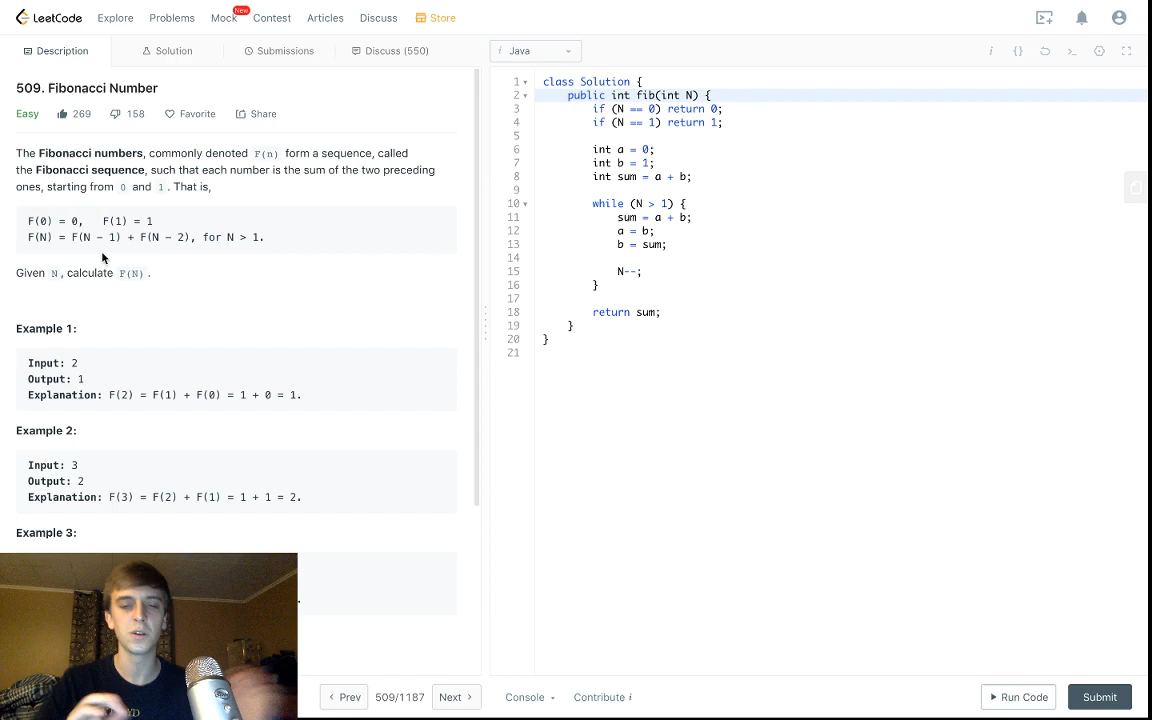 LeetCode Explore Problems Mock New Contest Articles Discuss Store
Description Solution Submissions Discuss (550)
i Java
i {} >_
509. Fibonacci Number
Easy 269 158 Favorite Share
The Fibonacci numbers, commonly denoted F(n) form a sequence, called
the Fibonacci sequence, such that each number is the sum of the two preceding
ones, starting from 0 and 1. That is,
F(0) = 0, F(1) = 1
F(N) = F(N - 1) + F(N - 2), for N > 1.
Given N, calculate F(N).
Example 1:
Input: 2
Output: 1
Explanation: F(2) = F(1) + F(0) = 1 + 0 = 1.
Example 2:
Input: 3
Output: 2
Explanation: F(3) = F(2) + F(1) = 1 + 1 = 2.
Example 3:
Prev 509/1187 Next
1 class Solution {
2 public int fib(int N) {
3 if (N == 0) return 0;
4 if (N == 1) return 1;
5
6 int a = 0;
7 int b = 1;
8 int sum = a + b;
9
10 while (N > 1) {
11 sum = a + b;
12 a = b;
13 b = sum;
14
15 N--;
16 }
17
18 return sum;
19 }
20 }
21
Console Contribute i Run Code Submit